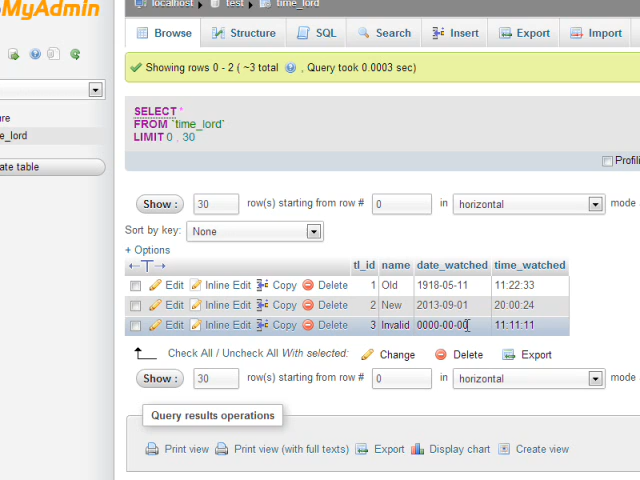 MyAdmin
localhost test time_lord
Browse Structure SQL Search Insert Export Import
Showing rows 0 - 2 ( ~3 total , Query took 0.0003 sec)
SELECT *
FROM `time_lord`
LIMIT 0 , 30
e_lord
ate table
Profili
Show : 30 row(s) starting from row # 0 in horizontal mode
Sort by key: None
+ Options
←T→ tl_id name date_watched time_watched
Edit Inline Edit Copy Delete 1 Old 1918-05-11 11:22:33
Edit Inline Edit Copy Delete 2 New 2013-09-01 20:00:24
Edit Inline Edit Copy Delete 3 Invalid 0000-00-00 11:11:11
Check All / Uncheck All With selected: Change Delete Export
Show : 30 row(s) starting from row # 0 in horizontal mode
Query results operations
Print view Print view (with full texts) Export Display chart Create view